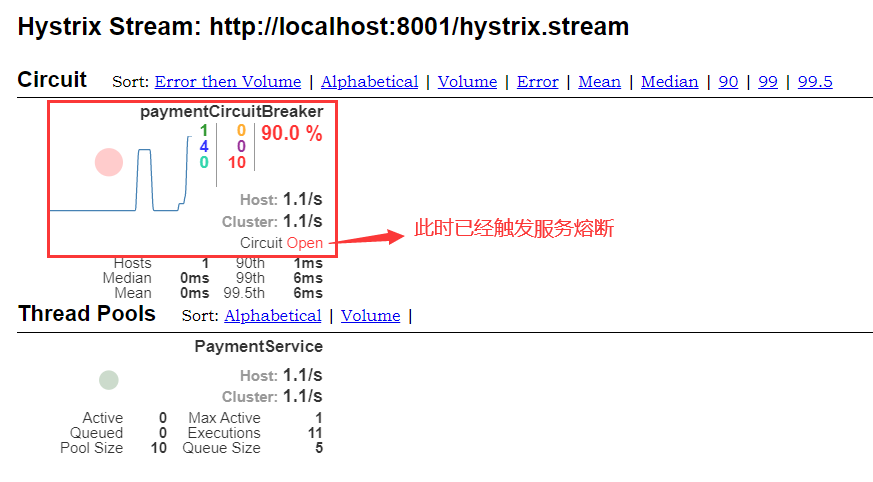 Hystrix Stream: http://localhost:8001/hystrix.stream
Circuit Sort: Error then Volume | Alphabetical | Volume | Error | Mean | Median | 90 | 99 | 99.5
paymentCircuitBreaker
1 0 90.0 %
4 0
0 10
Host: 1.1/s
Cluster: 1.1/s
Circuit Open
此时已经触发服务熔断
Hosts 1 90th 1ms
Median 0ms 99th 6ms
Mean 0ms 99.5th 6ms
Thread Pools Sort: Alphabetical | Volume |
PaymentService
Host: 1.1/s
Cluster: 1.1/s
Active 0 Max Active 1
Queued 0 Executions 11
Pool Size 10 Queue Size 5